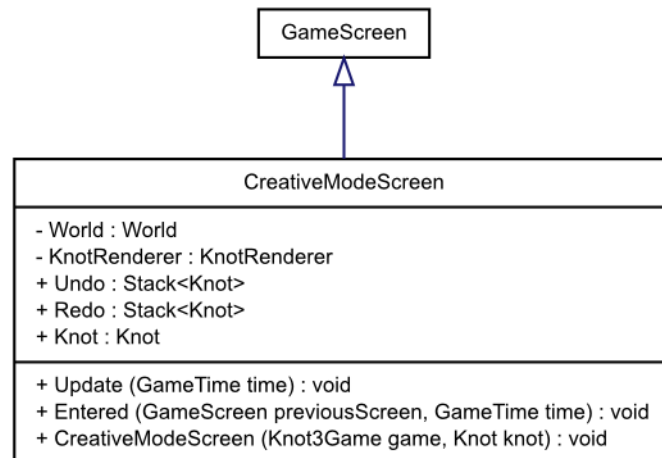 GameScreen
CreativeModeScreen
- World : World
- KnotRenderer : KnotRenderer
+ Undo : Stack<Knot>
+ Redo : Stack<Knot>
+ Knot : Knot
+ Update (GameTime time) : void
+ Entered (GameScreen previousScreen, GameTime time) : void
+ CreativeModeScreen (Knot3Game game, Knot knot) : void